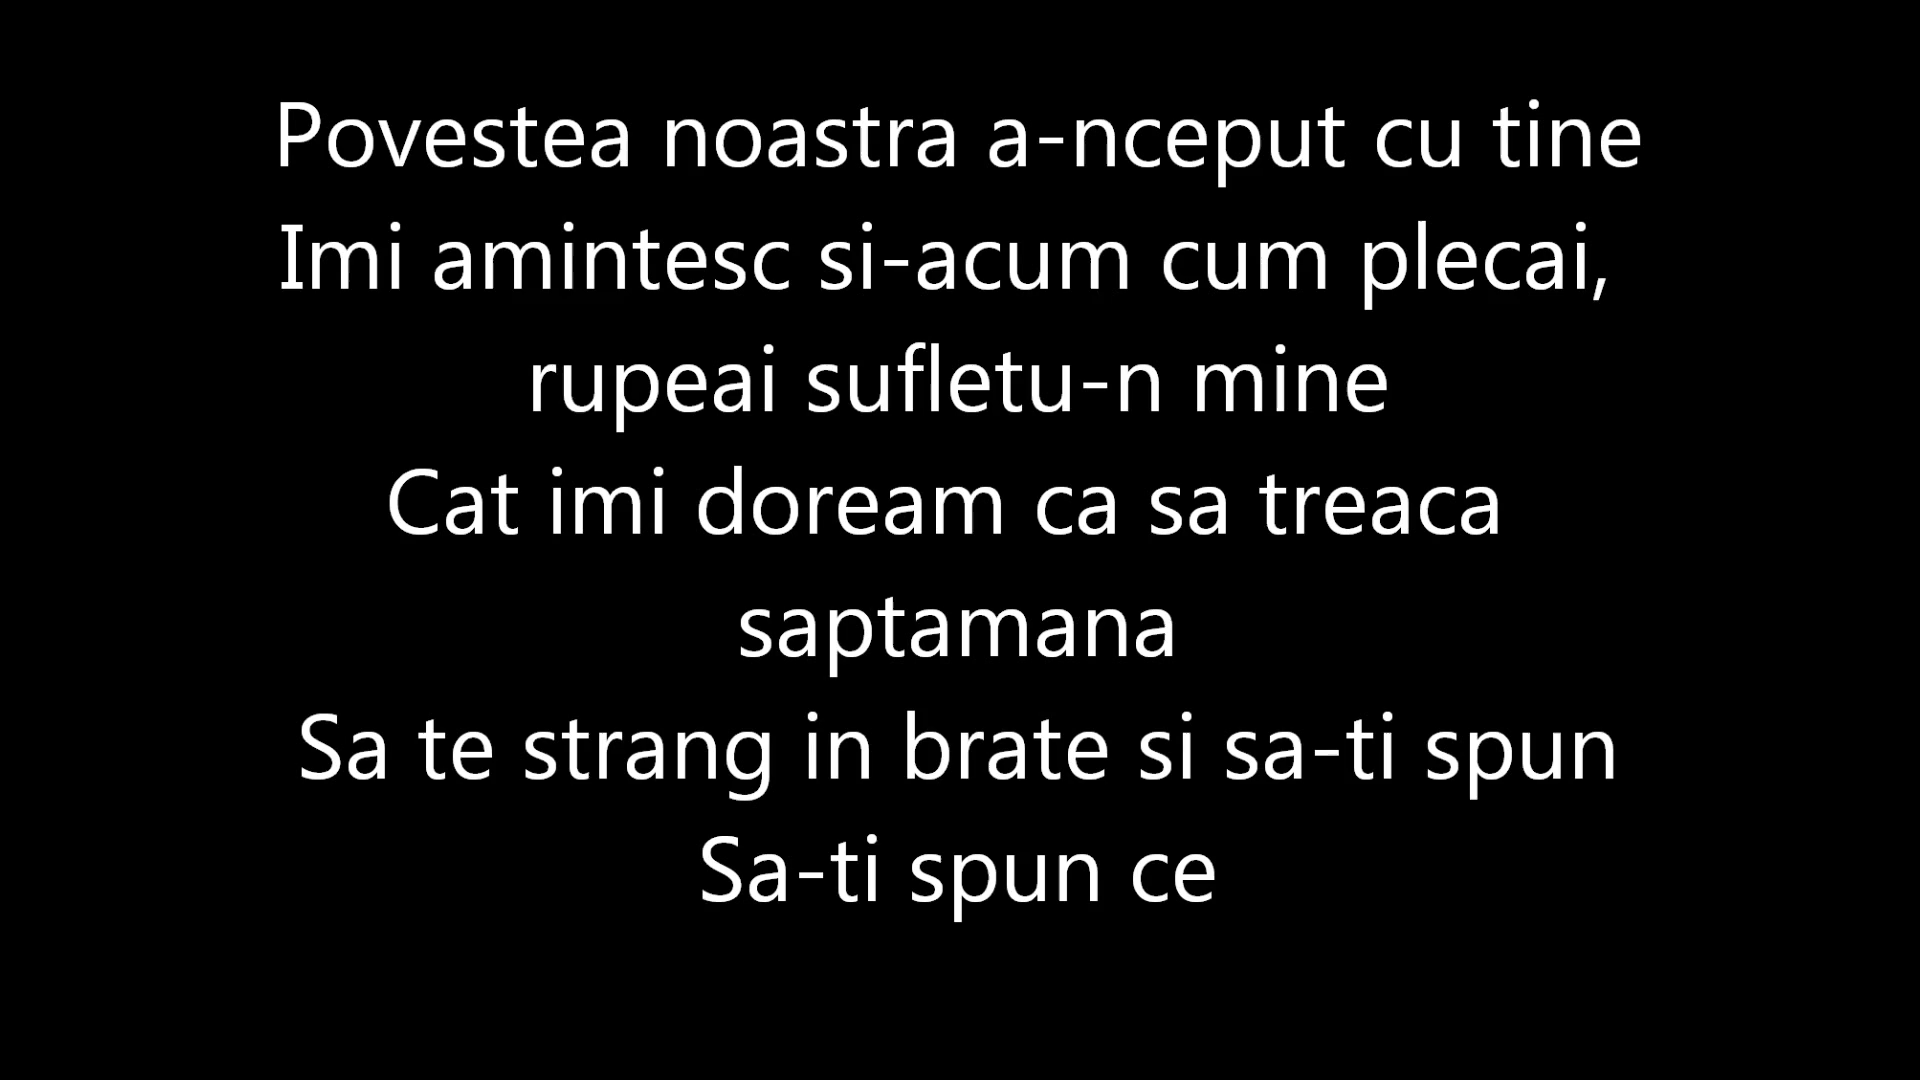 Povestea noastra a-nceput cu tine
Imi amintesc si-acum cum plecai,
rupeai sufletu-n mine
Cat imi doream ca sa treaca
saptamana
Sa te strang in brate si sa-ti spun
Sa-ti spun ce